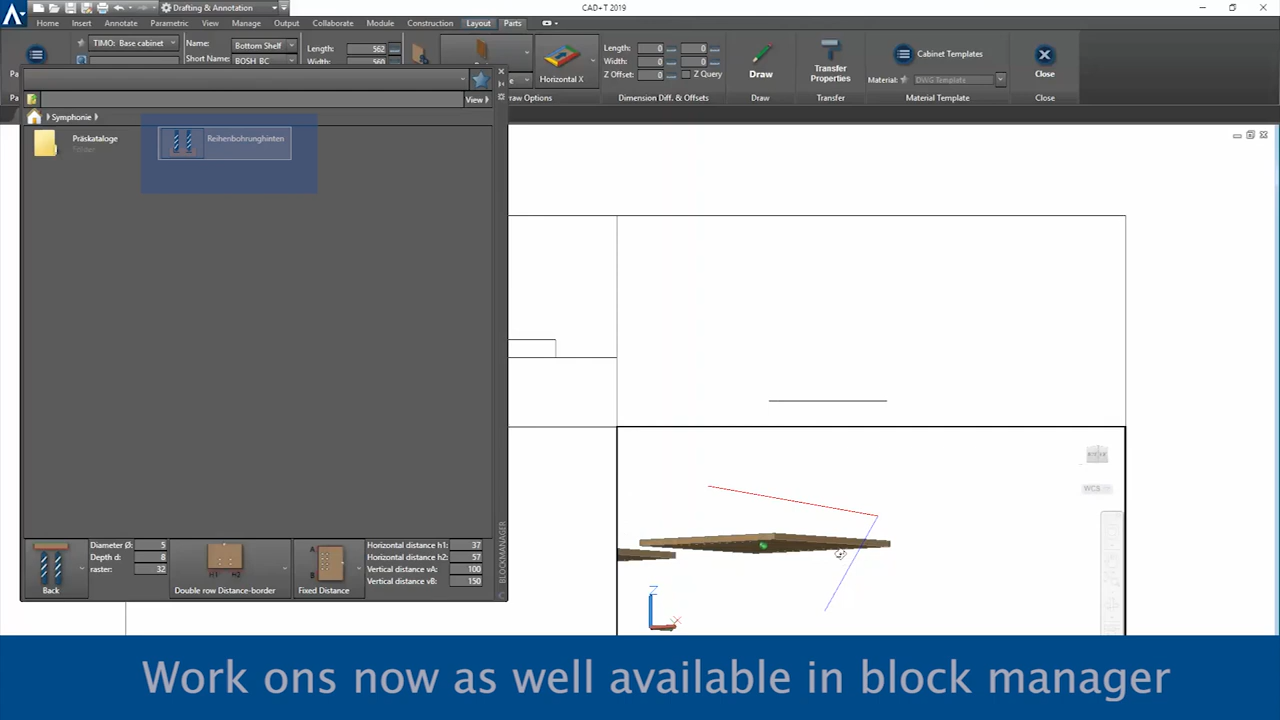 Drafting & Annotation
CAD+T 2019
Home Insert Annotate Parametric View Manage Output Collaborate Module Construction Layout Parts
TIMO: Base cabinet
Name: Bottom Shelf
Short Name: BOSH_BC
Length: 562
Width: 560
Horizontal X
Length: 0 0
Width: 0 0
Z Offset: 0 Z Query
Draw
Transfer
Properties
Cabinet Templates
Material: DWG Template
Close
Draw Options
Dimension Diff. & Offsets
Draw
Transfer
Material Template
Close
View
Symphonie
Präskataloge
Reihenbohrunghinten
WCS
Back
Diameter Ø: 5
Depth d: 8
raster: 32
Double row Distance-border
Fixed Distance
Horizontal distance h1: 37
Horizontal distance h2: 57
Vertical distance vA: 100
Vertical distance vB: 150
BLOCKMANAGER
Z
X
Work ons now as well available in block manager